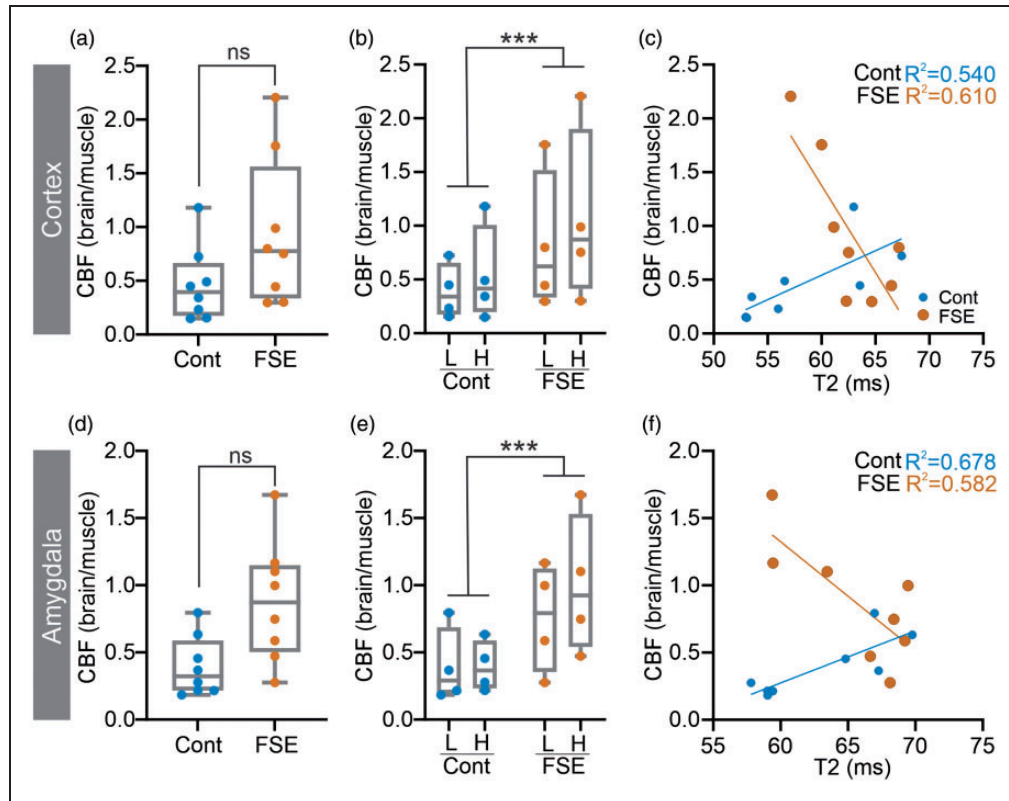 (a)
ns
CBF (brain/muscle)
2.5
2.0
1.5
1.0
0.5
0.0
Cont FSE
(b)
***
CBF (brain/muscle)
2.5
2.0
1.5
1.0
0.5
0.0
L H L H
Cont FSE
(c)
Cont R²=0.540
FSE R²=0.610
CBF (brain/muscle)
2.5
2.0
1.5
1.0
0.5
0.0
Cont
FSE
50 55 60 65 70 75
T2 (ms)
Cortex
(d)
ns
CBF (brain/muscle)
2.0
1.5
1.0
0.5
0.0
Cont FSE
(e)
***
CBF (brain/muscle)
2.0
1.5
1.0
0.5
0.0
L H L H
Cont FSE
(f)
Cont R²=0.678
FSE R²=0.582
CBF (brain/muscle)
2.0
1.5
1.0
0.5
0.0
55 60 65 70 75
T2 (ms)
Amygdala